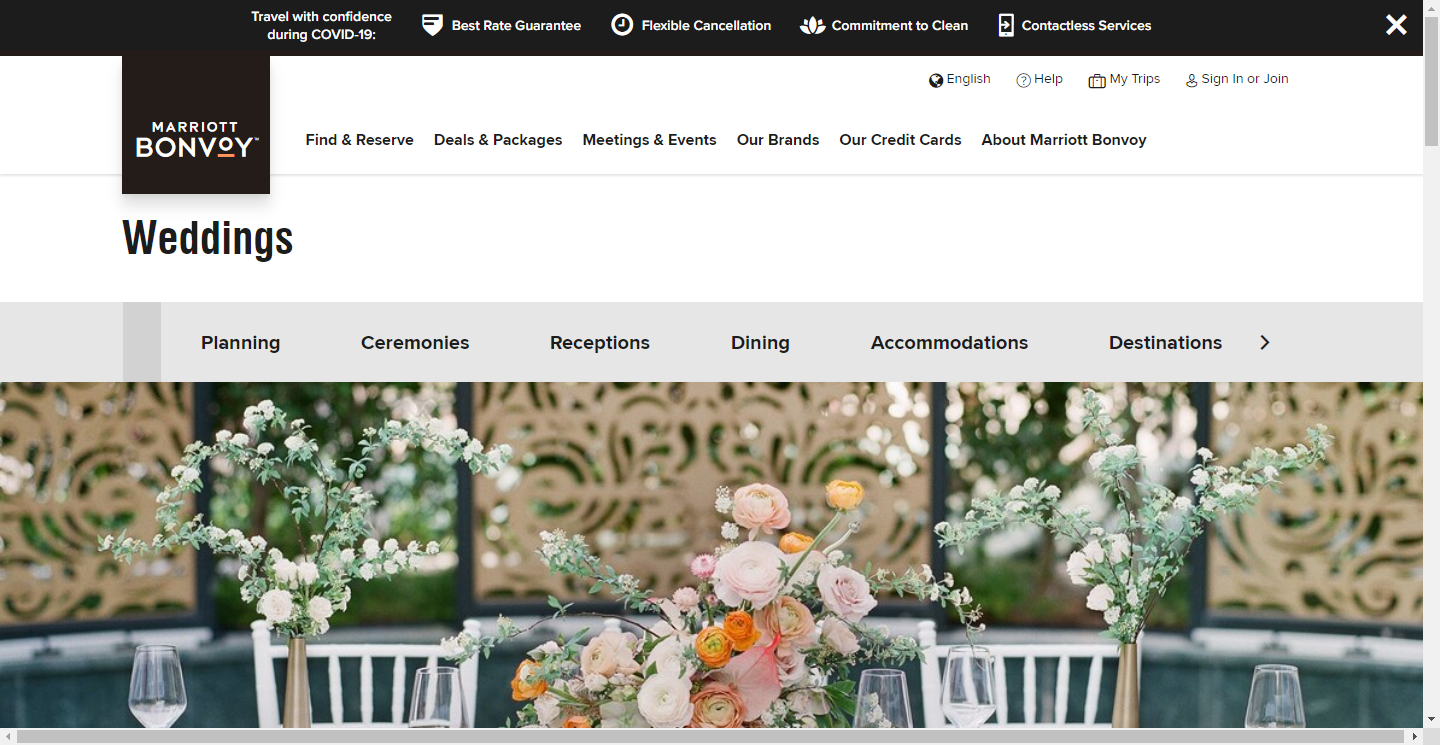 Travel with confidence
during COVID-19:
Best Rate Guarantee
Flexible Cancellation
Commitment to Clean
Contactless Services
English
Help
My Trips
Sign In or Join
MARRIOTT
BONVOY™
Find & Reserve
Deals & Packages
Meetings & Events
Our Brands
Our Credit Cards
About Marriott Bonvoy
Weddings
Planning
Ceremonies
Receptions
Dining
Accommodations
Destinations